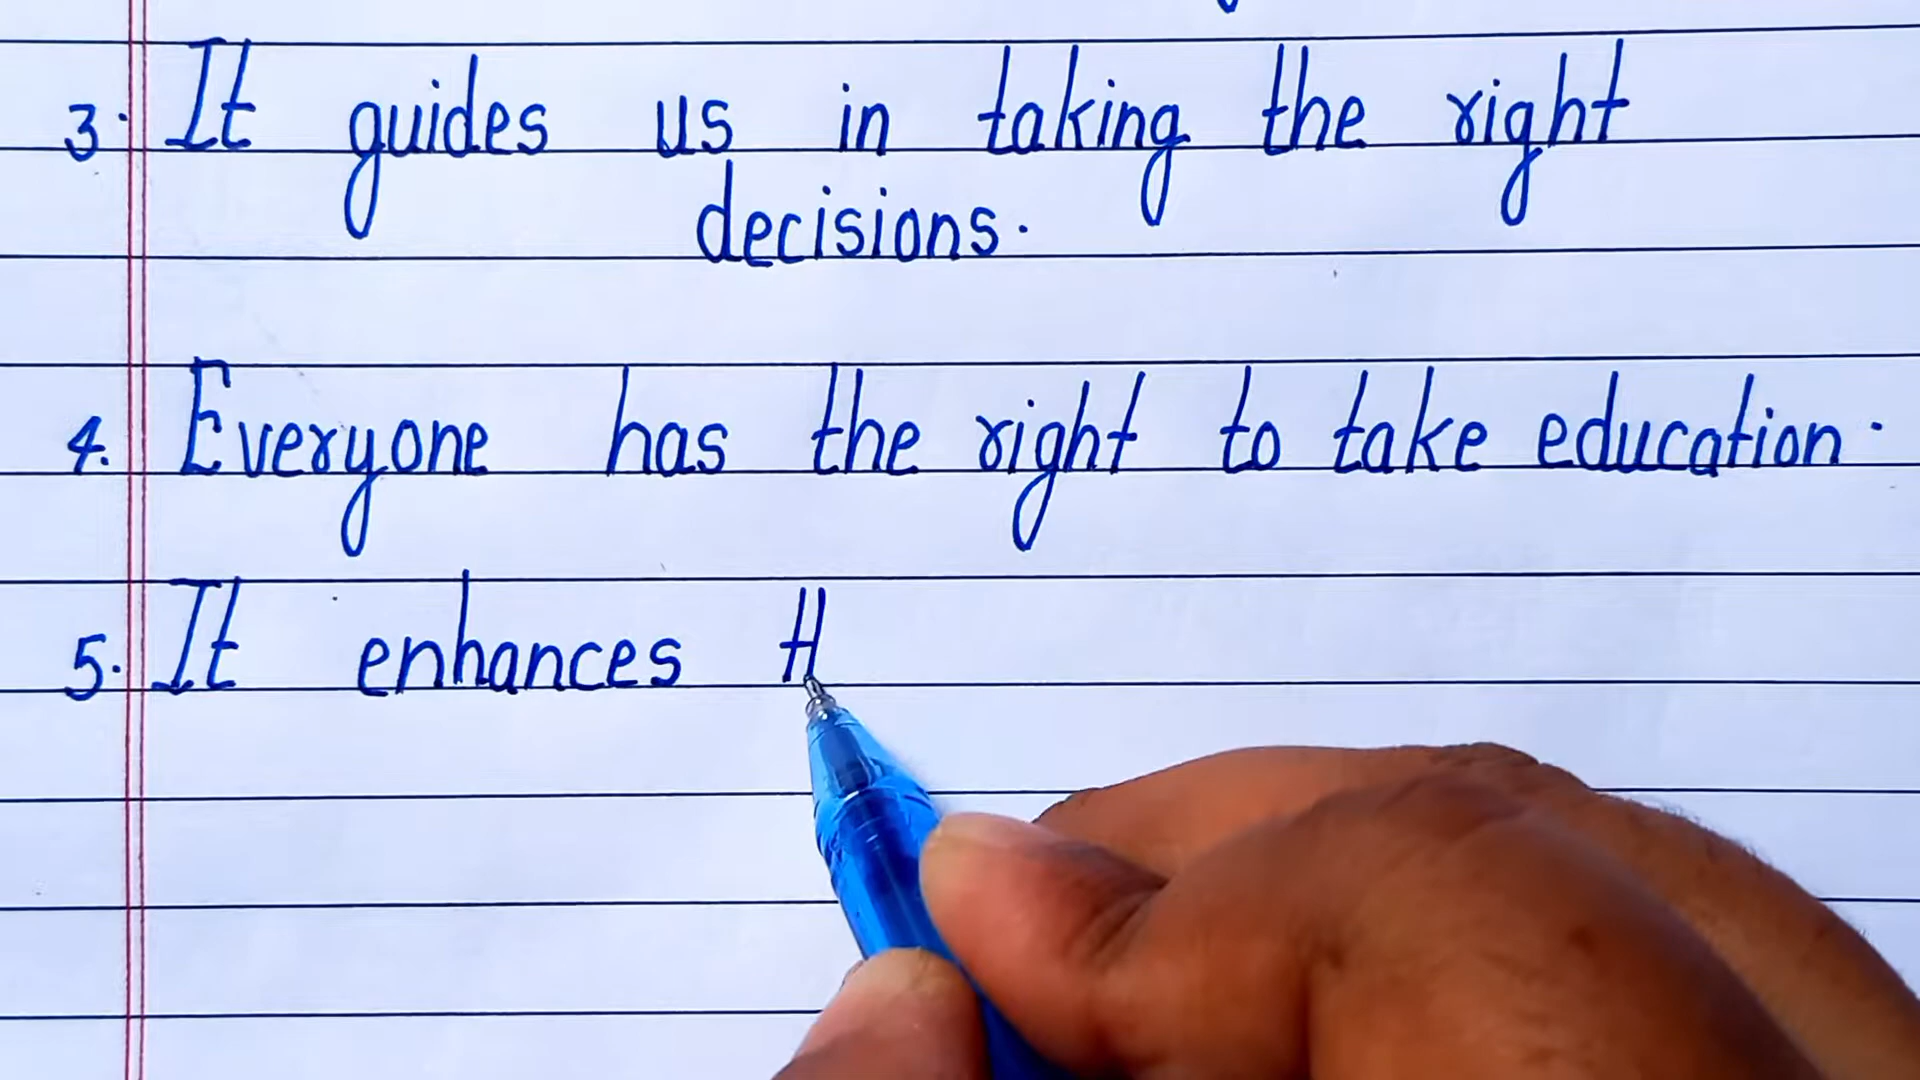 3. It guides us in taking the right
decisions.
4. Everyone has the right to take education.
5. It enhances